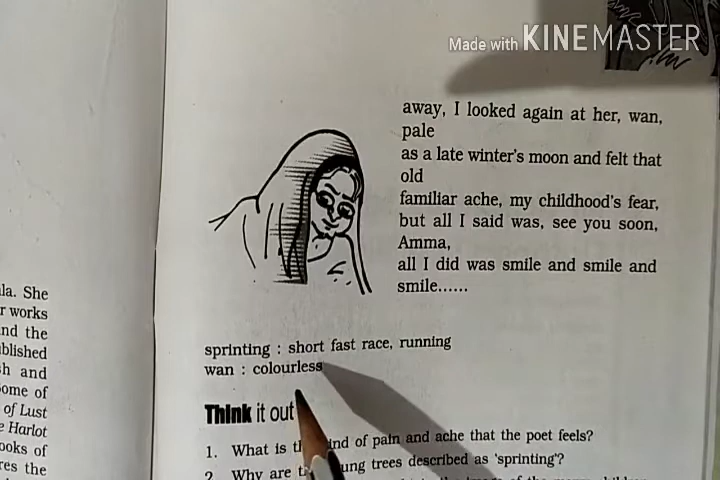 Made with KINEMASTER
away, I looked again at her, wan,
pale
as a late winter's moon and felt that
old
familiar ache, my childhood's fear,
but all I said was, see you soon,
Amma,
all I did was smile and smile and
smile......
sprinting : short fast race, running
wan : colourless
Think it out
1. What is kind of pain and ache that the poet feels?
2. Why are trees described as 'sprinting'?
la. She
r works
nd the
blished
h and
ome of
of Lust
Harlot
ooks of
res the